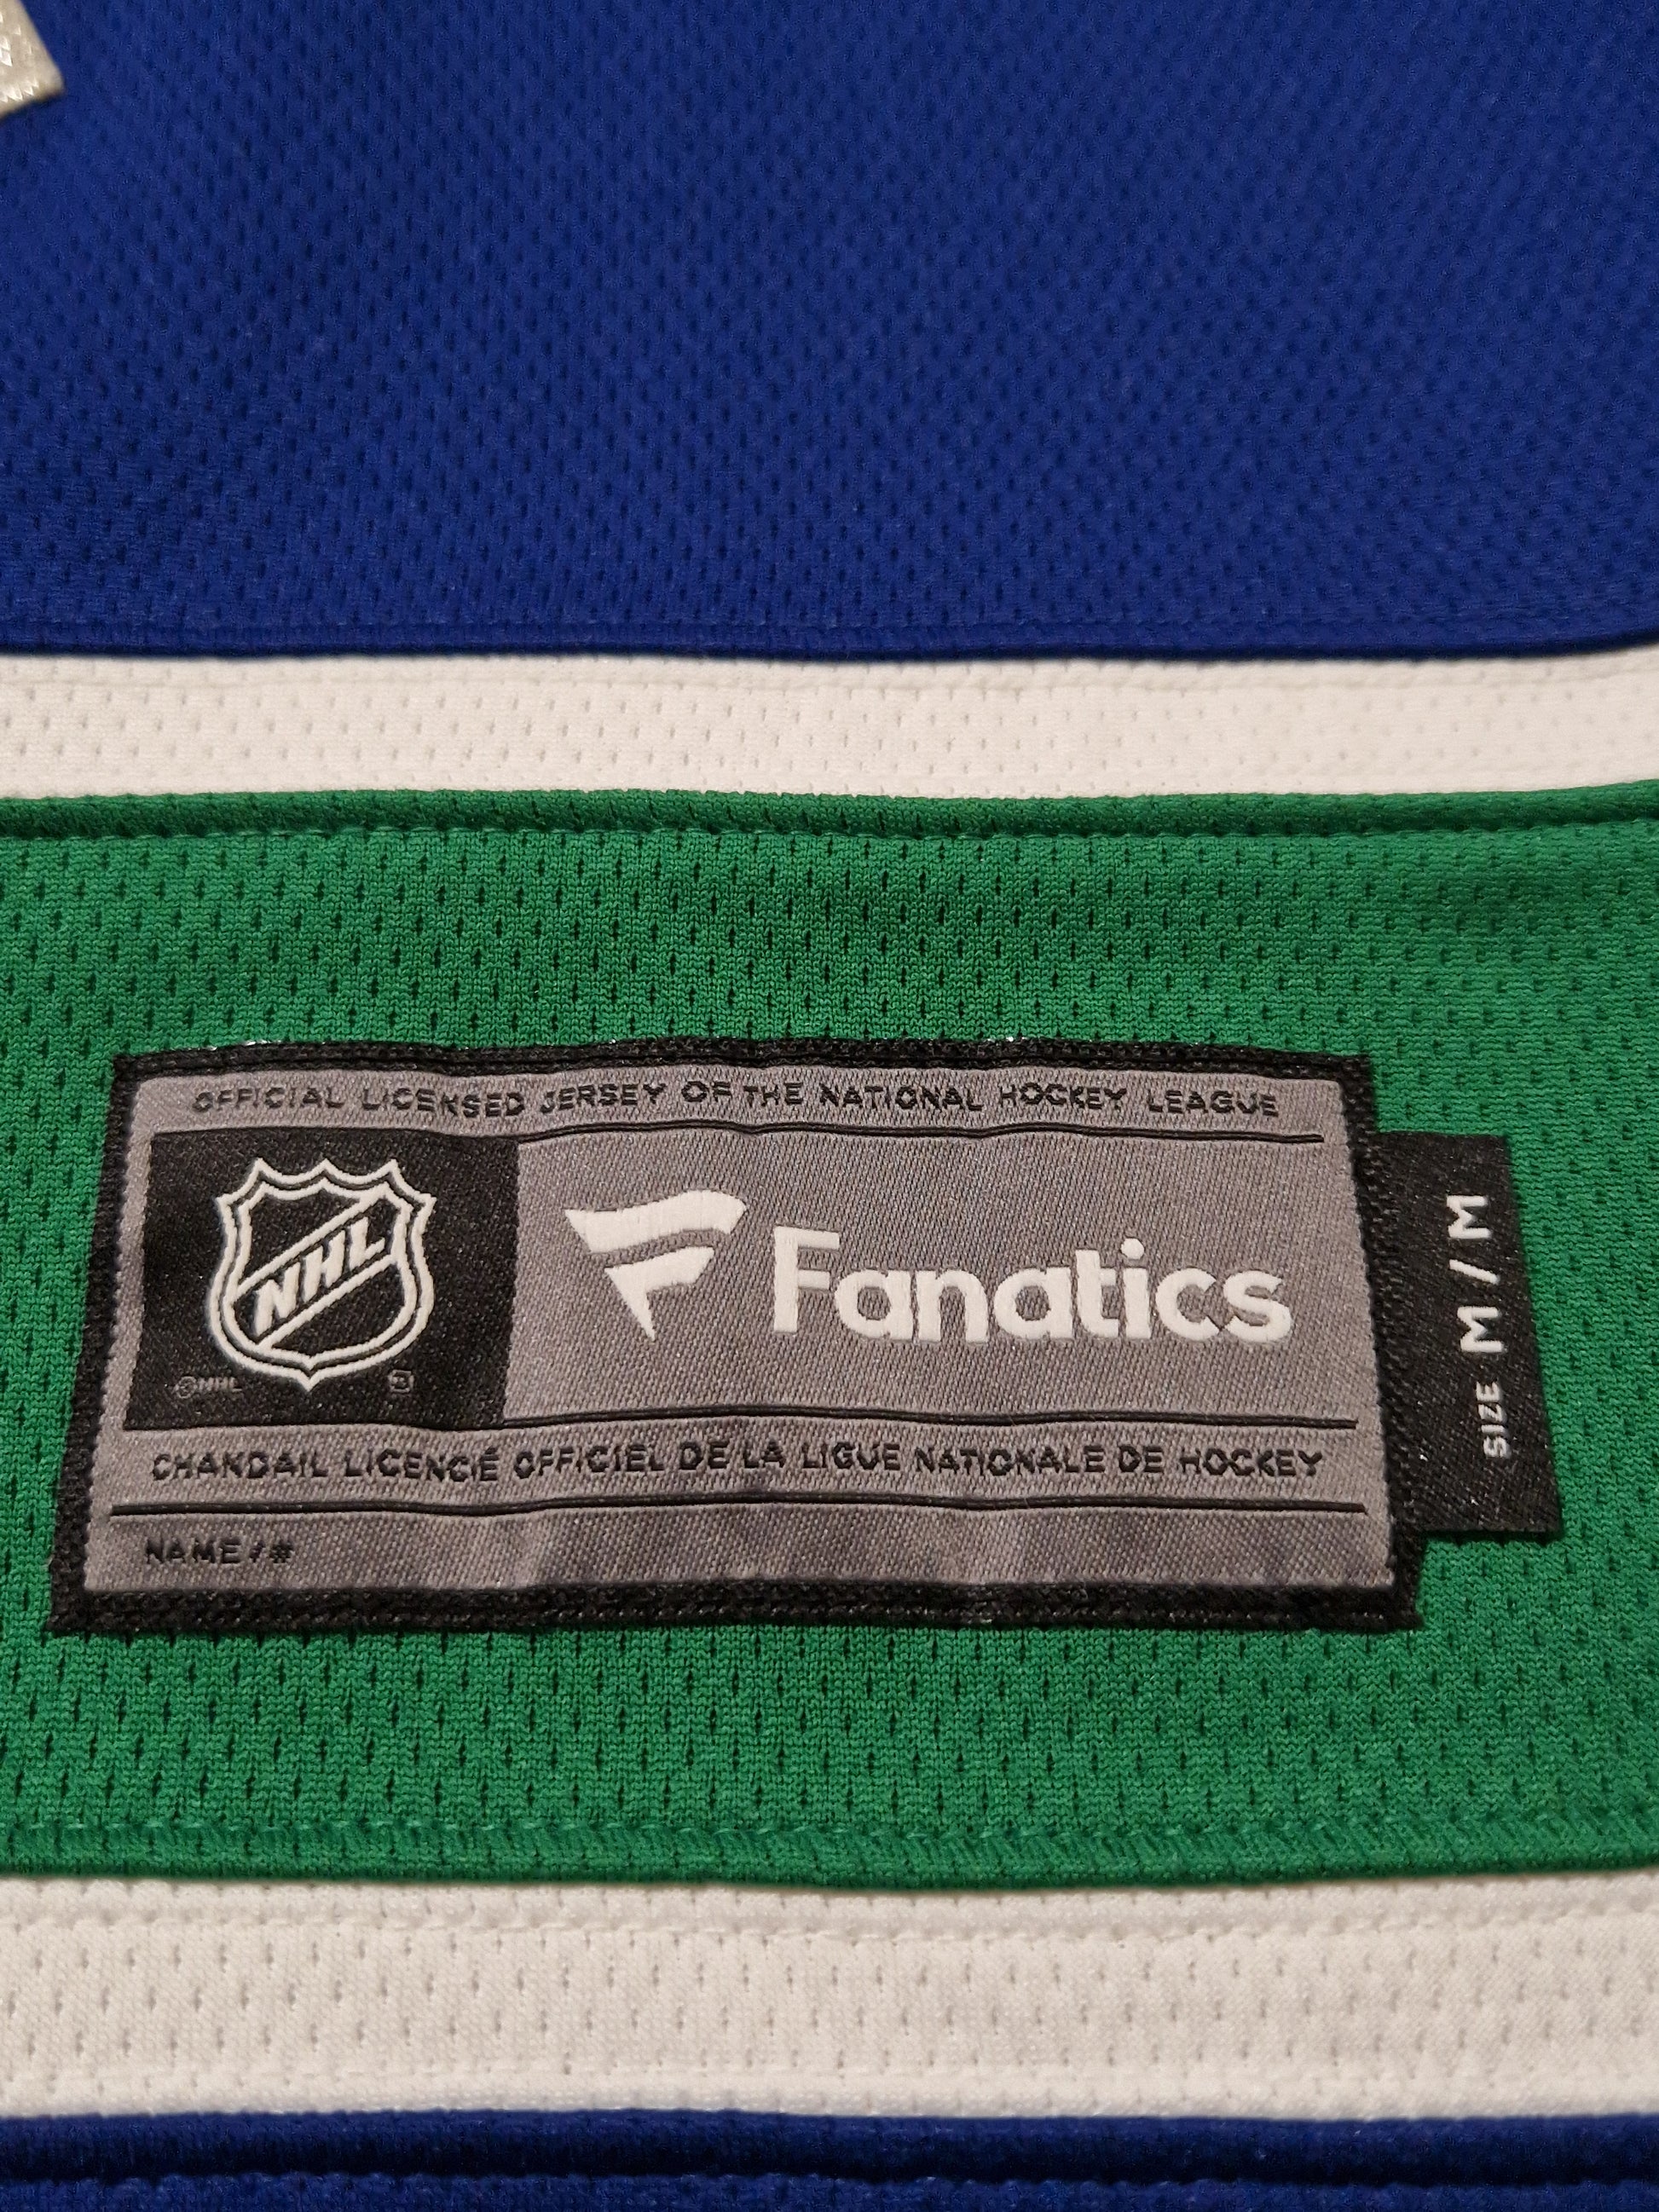 OFFICIAL LICENSED JERSEY OF THE NATIONAL HOCKEY LEAGUE
NHL
Fanatics
©NHL
CHANDAIL LICENCIÉ OFFICIEL DE LA LIGUE NATIONALE DE HOCKEY
NAME/#
SIZE M/M